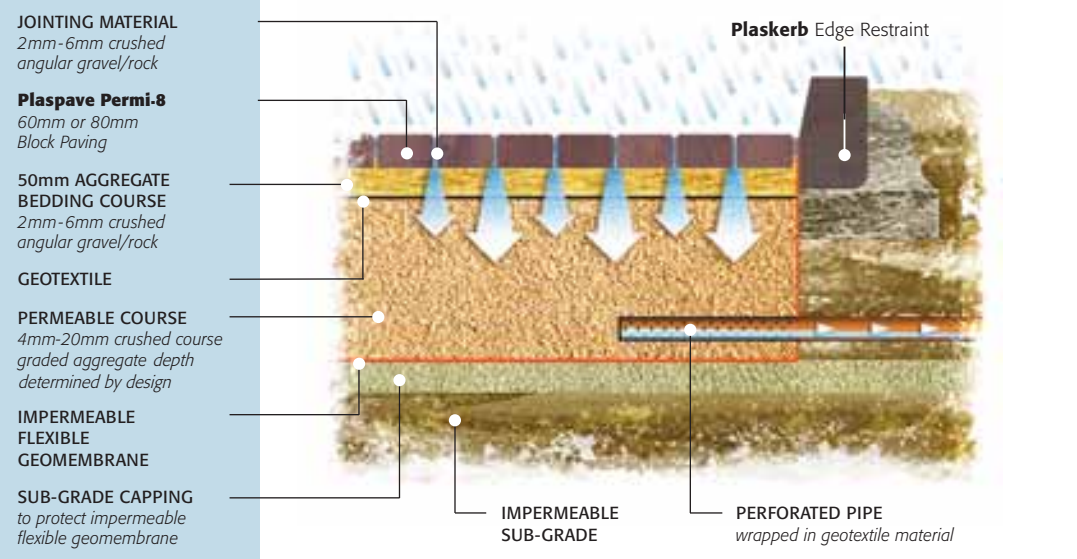 JOINTING MATERIAL
2mm-6mm crushed
angular gravel/rock
Plaspave Permi-8
60mm or 80mm
Block Paving
50mm AGGREGATE
BEDDING COURSE
2mm-6mm crushed
angular gravel/rock
GEOTEXTILE
PERMEABLE COURSE
4mm-20mm crushed course
graded aggregate depth
determined by design
IMPERMEABLE
FLEXIBLE
GEOMEMBRANE
SUB-GRADE CAPPING
to protect impermeable
flexible geomembrane
Plaskerb Edge Restraint
IMPERMEABLE
SUB-GRADE
PERFORATED PIPE
wrapped in geotextile material